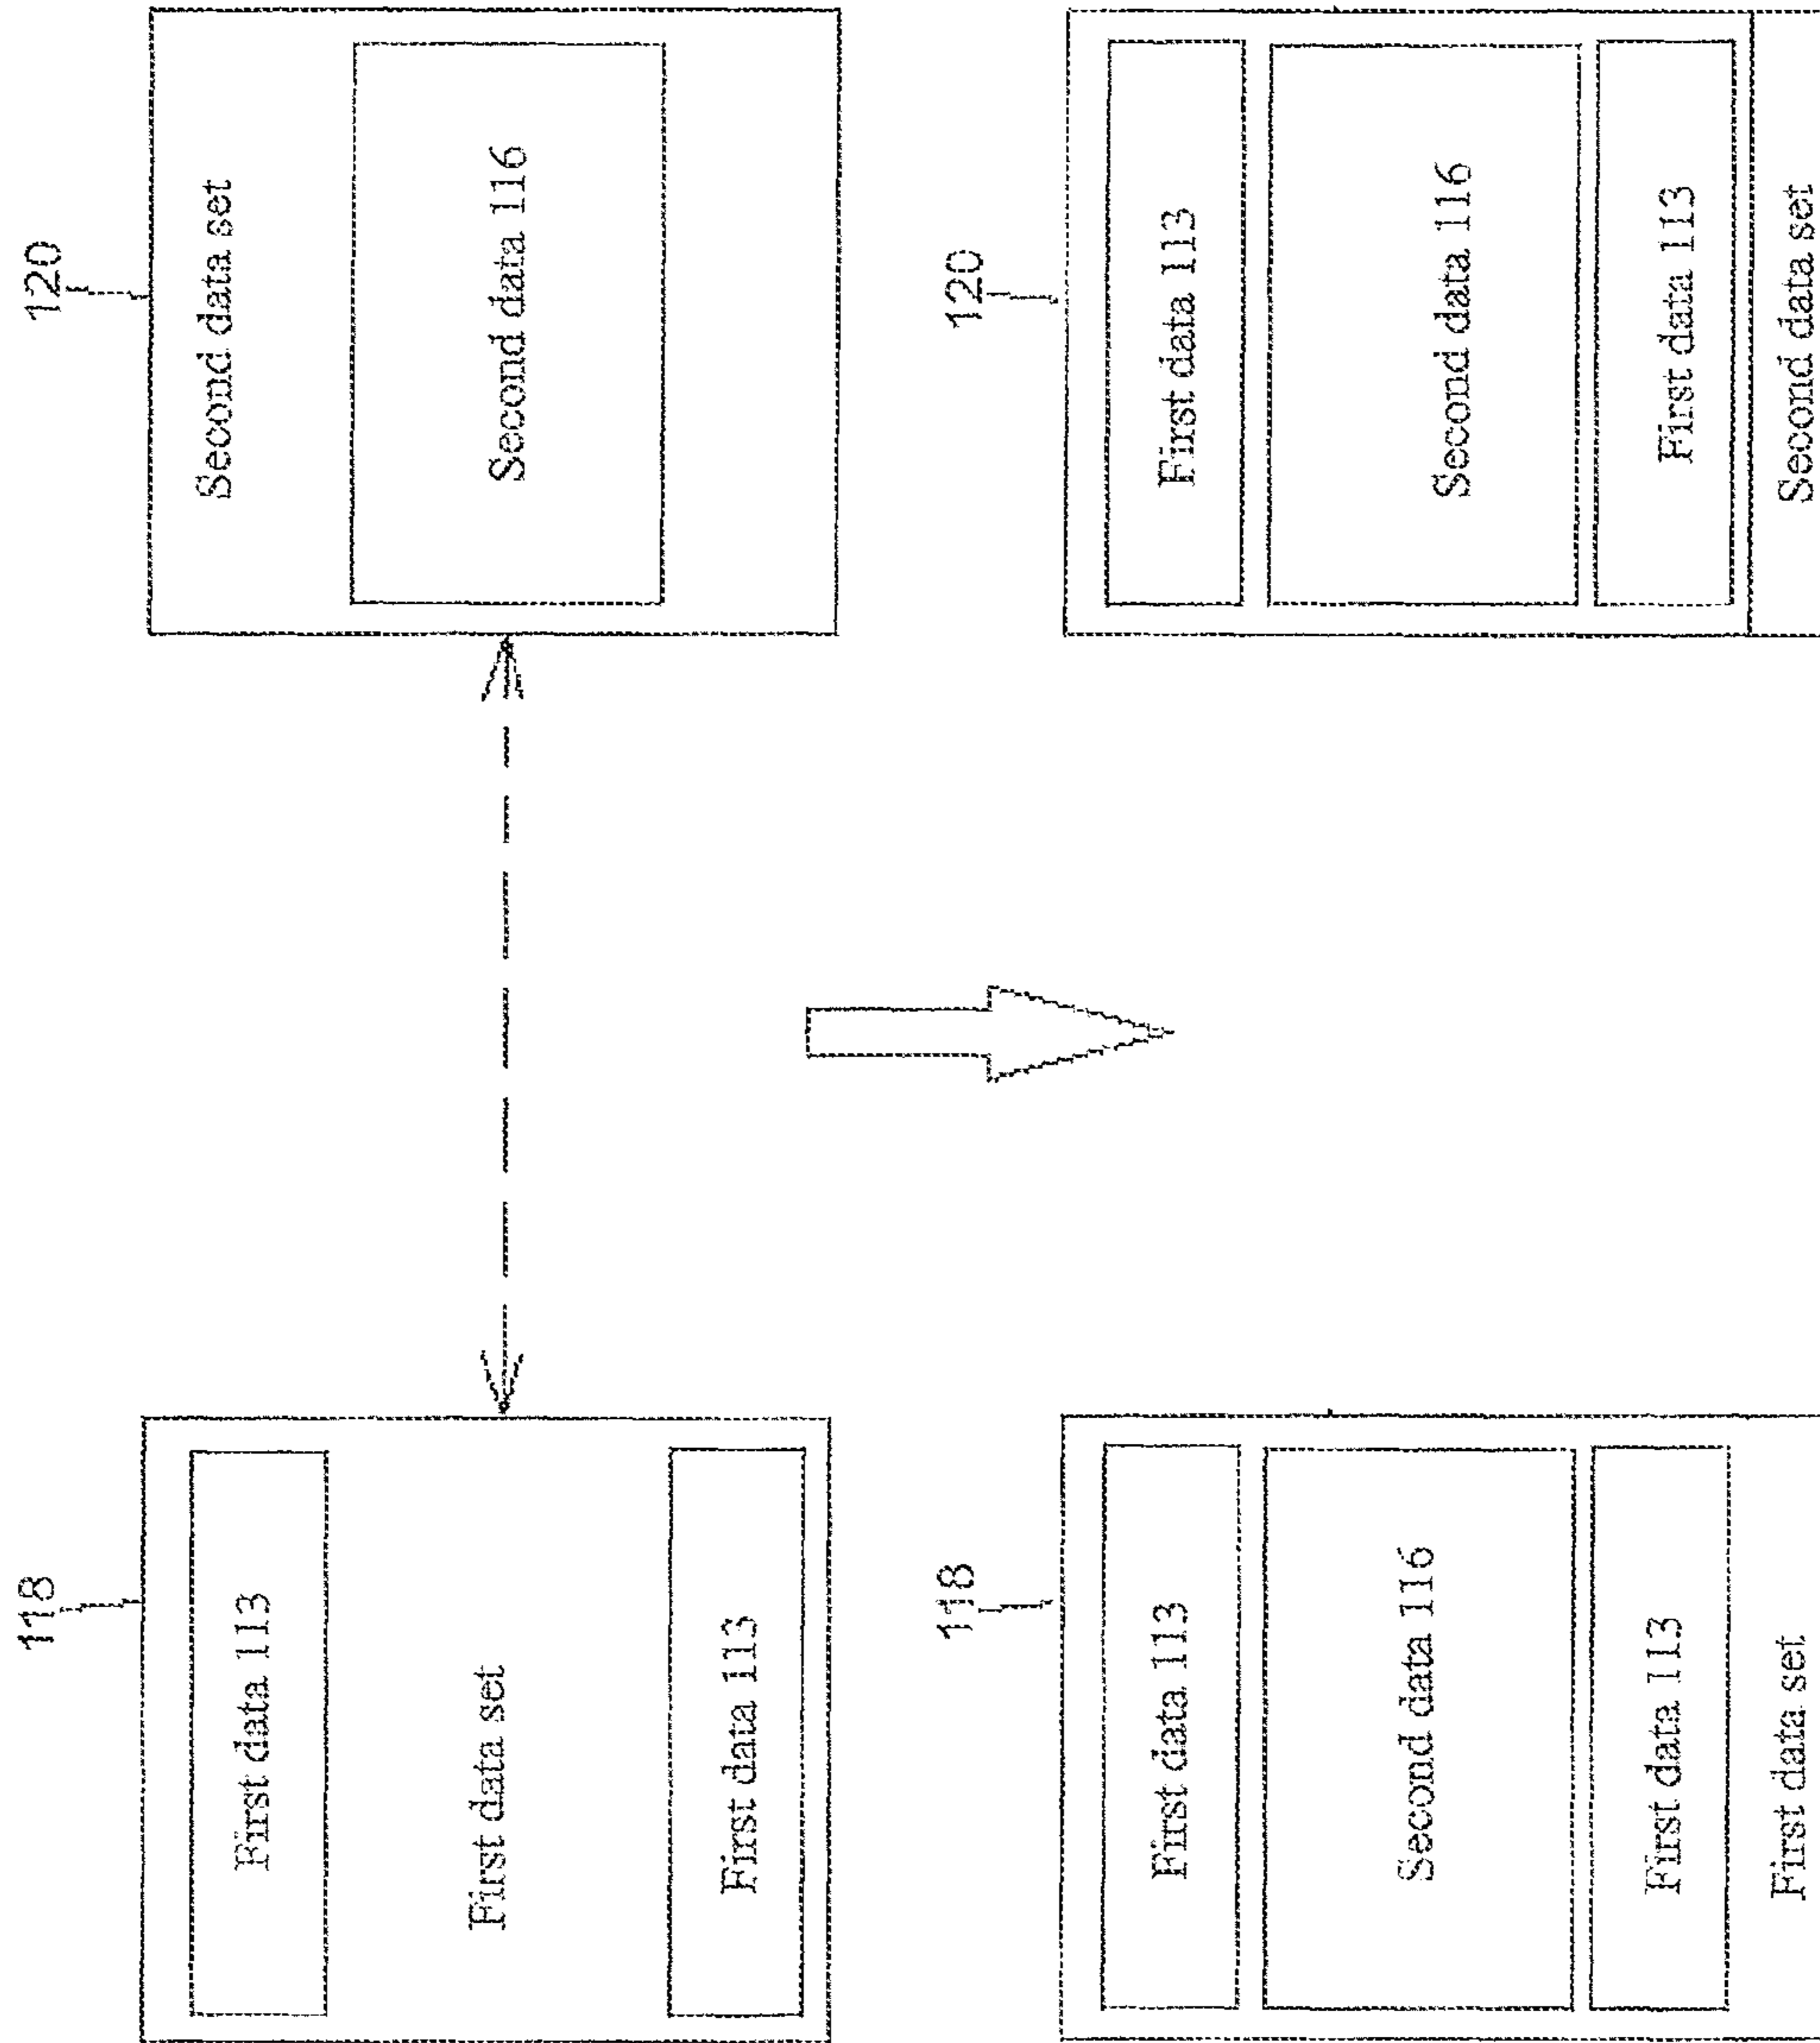 118
120
First data 113
First data set
First data 113
Second data set
Second data 116
118
120
First data 113
Second data 116
First data 113
First data set
First data 113
Second data 116
First data 113
Second data set